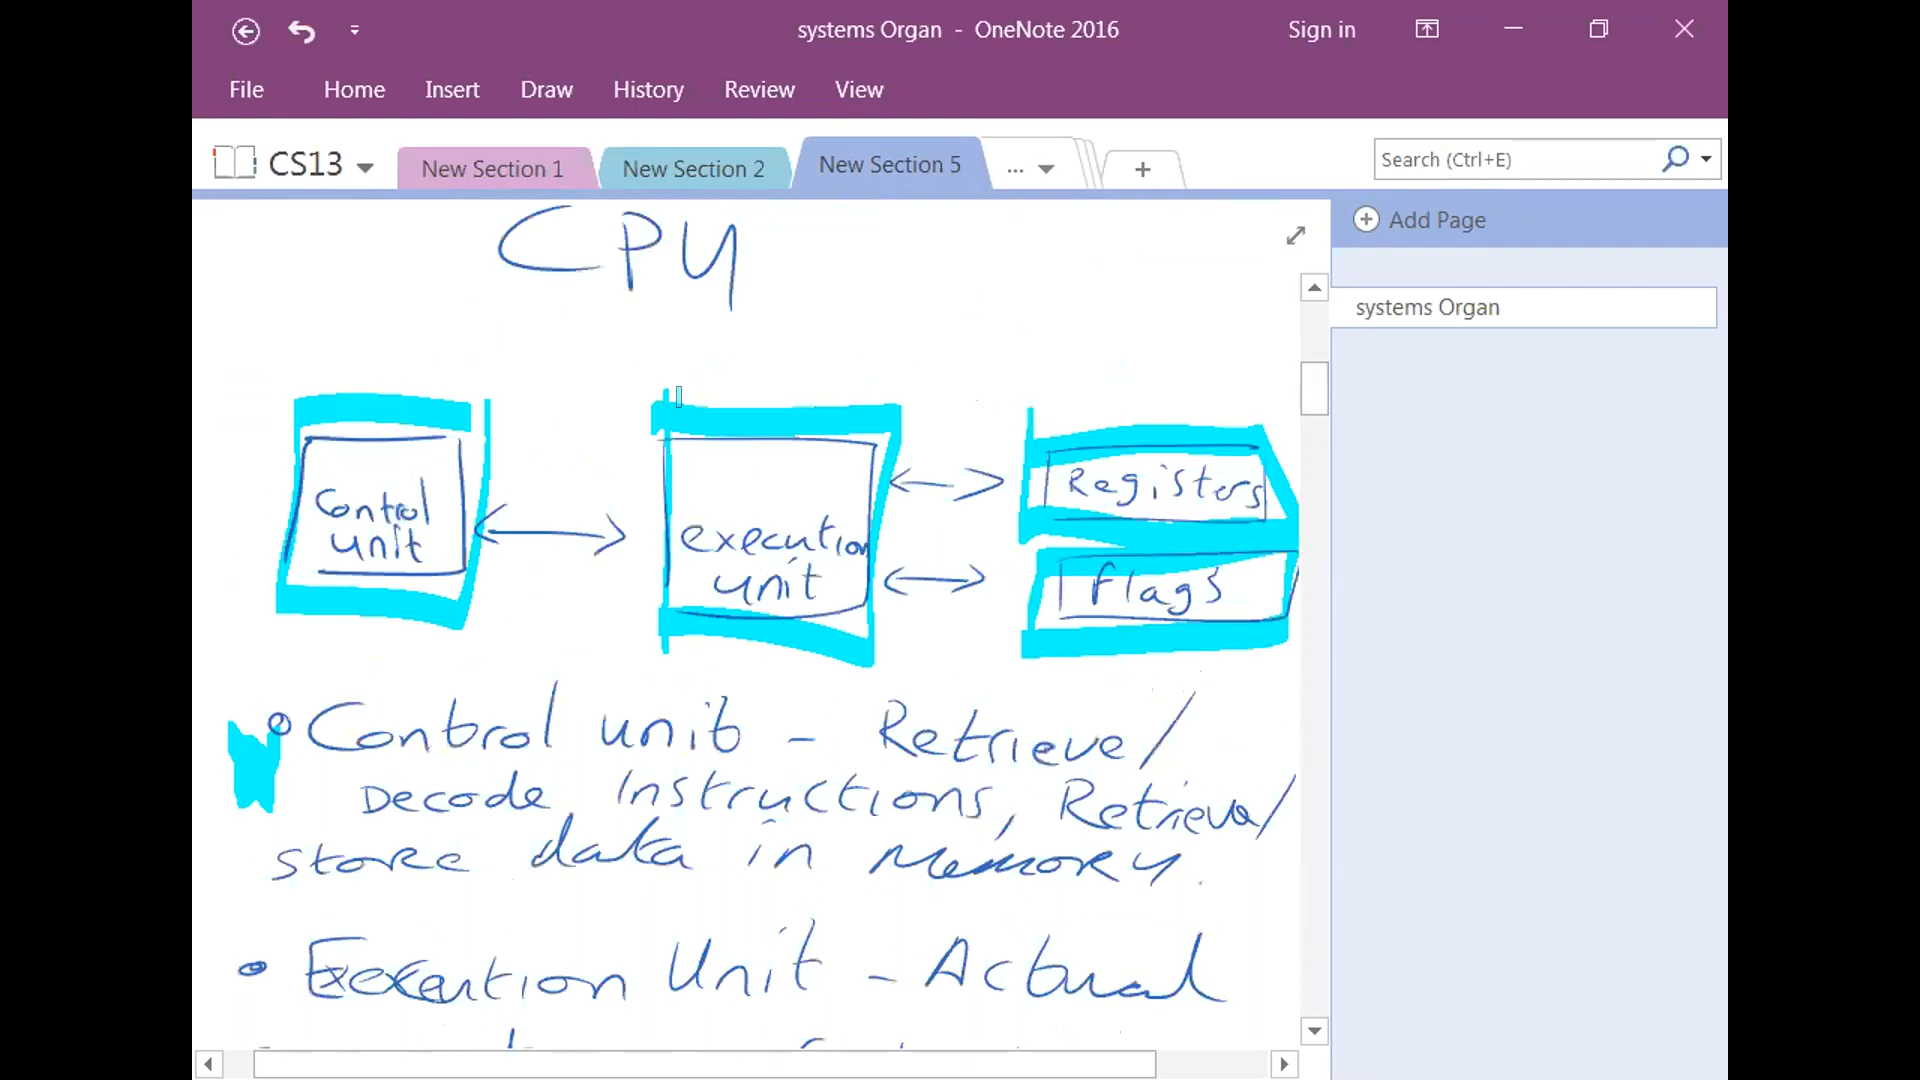 systems Organ - OneNote 2016
Sign in
File Home Insert Draw History Review View
CS13
New Section 1
New Section 2
New Section 5
...
+
Search (Ctrl+E)
Add Page
systems Organ
CPU
Control
unit
execution
unit
Registers
flags
Control unit - Retrieve/
Decode Instructions, Retrieve/
store data in Memory.
Execution Unit - Actual